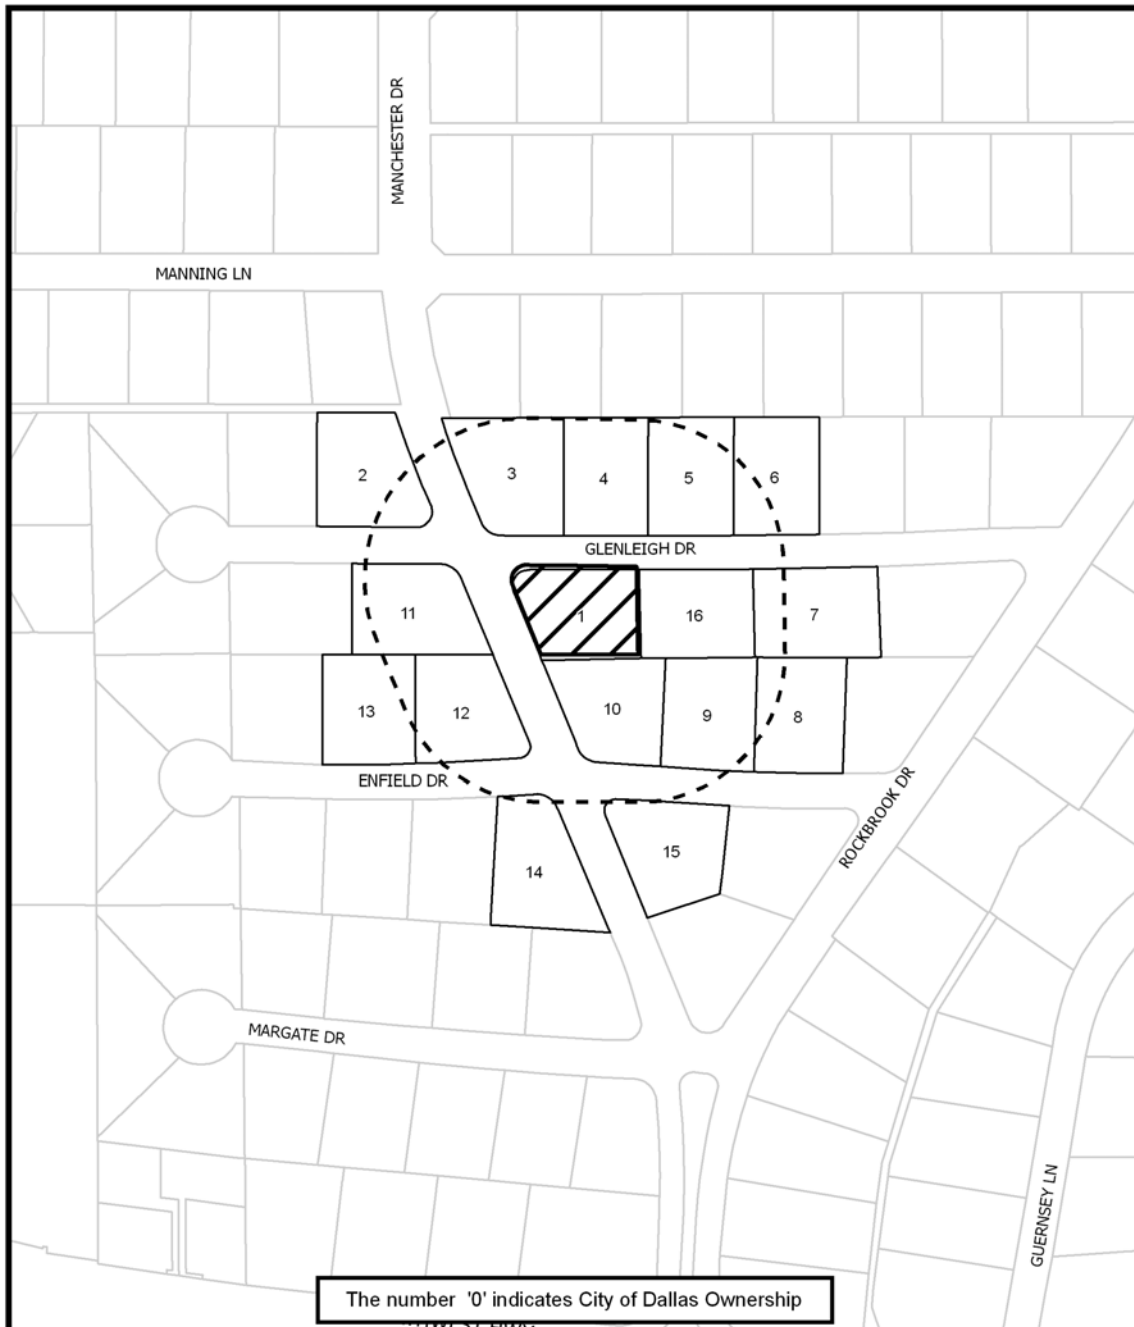 MANCHESTER DR
MANNING LN
2
3
4
5
6
GLENLEIGH DR
11
1
16
7
13
12
10
9
8
ENFIELD DR
ROCKBROOK DR
14
15
MARGATE DR
GUERNSEY LN
The number '0' indicates City of Dallas Ownership